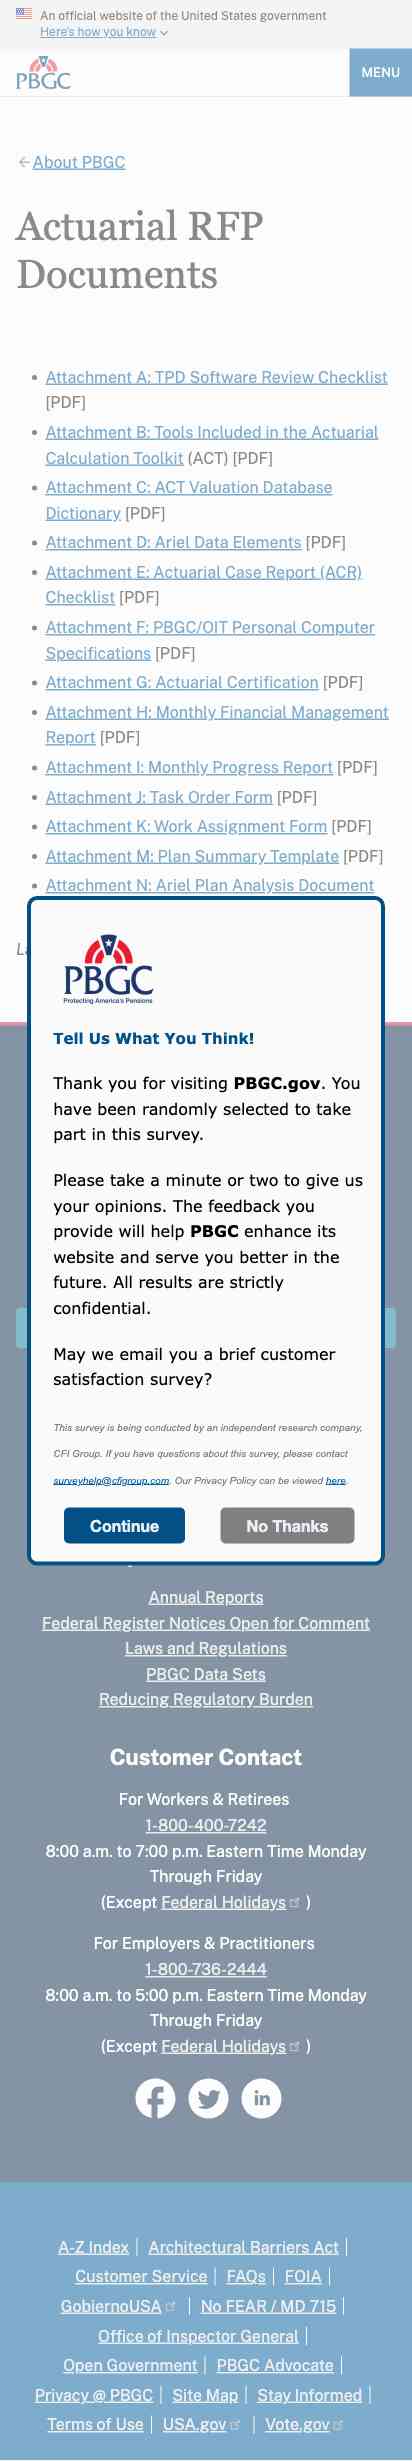 An official website of the United States government
Here's how you know
PBGC
MENU
About PBGC
Actuarial RFP
Documents
Attachment A: TPD Software Review Checklist
[PDF]
Attachment B: Tools Included in the Actuarial
Calculation Toolkit (ACT) [PDF]
Attachment C: ACT Valuation Database
Dictionary [PDF]
Attachment D: Ariel Data Elements [PDF]
Attachment E: Actuarial Case Report (ACR)
Checklist [PDF]
Attachment F: PBGC/OIT Personal Computer
Specifications [PDF]
Attachment G: Actuarial Certification [PDF]
Attachment H: Monthly Financial Management
Report [PDF]
Attachment I: Monthly Progress Report [PDF]
Attachment J: Task Order Form [PDF]
Attachment K: Work Assignment Form [PDF]
Attachment M: Plan Summary Template [PDF]
Attachment N: Ariel Plan Analysis Document
PBGC
Protecting America's Pensions
Tell Us What You Think!
Thank you for visiting PBGC.gov. You
have been randomly selected to take
part in this survey.
Please take a minute or two to give us
your opinions. The feedback you
provide will help PBGC enhance its
website and serve you better in the
future. All results are strictly
confidential.
May we email you a brief customer
satisfaction survey?
This survey is being conducted by an independent research company,
CFI Group. If you have questions about this survey, please contact
surveyhelp@cfigroup.com. Our Privacy Policy can be viewed here.
Continue No Thanks
Annual Reports
Federal Register Notices Open for Comment
Laws and Regulations
PBGC Data Sets
Reducing Regulatory Burden
Customer Contact
For Workers & Retirees
1-800-400-7242
8:00 a.m. to 7:00 p.m. Eastern Time Monday
Through Friday
(Except Federal Holidays )
For Employers & Practitioners
1-800-736-2444
8:00 a.m. to 5:00 p.m. Eastern Time Monday
Through Friday
(Except Federal Holidays )
A-Z Index | Architectural Barriers Act |
Customer Service | FAQs | FOIA |
GobiernoUSA | No FEAR / MD 715 |
Office of Inspector General |
Open Government | PBGC Advocate |
Privacy @ PBGC | Site Map | Stay Informed |
Terms of Use | USA.gov | Vote.gov